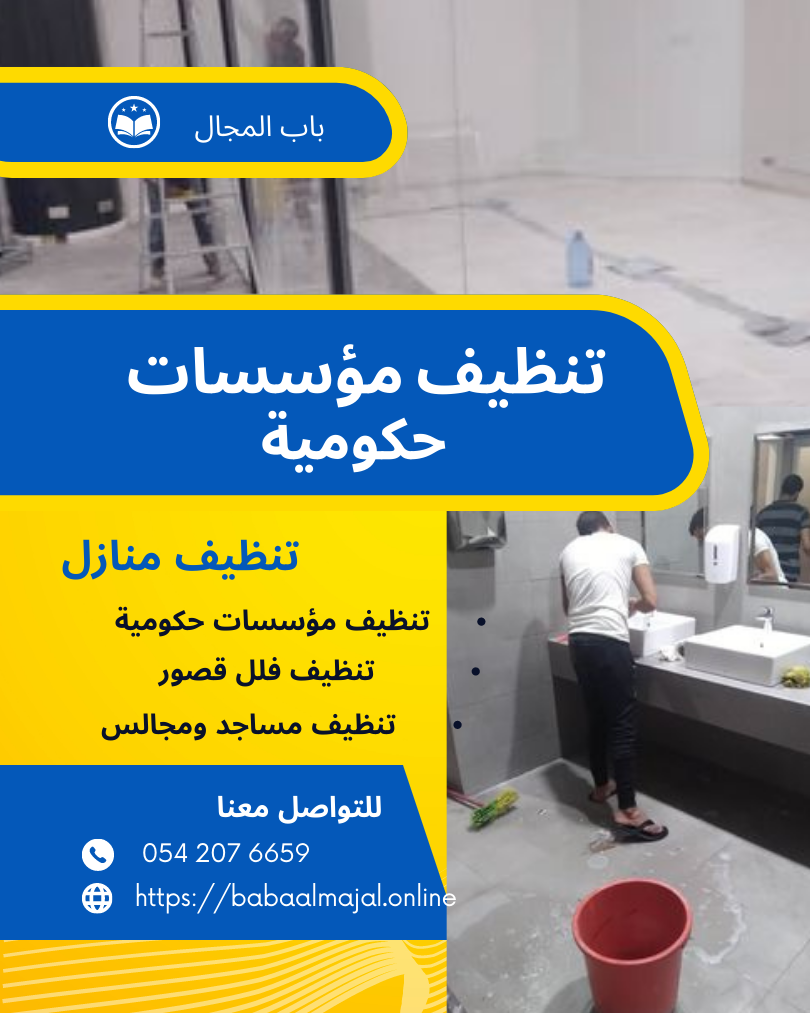 باب المجال
تنظيف مؤسسات
حكومية
تنظيف منازل
تنظيف مؤسسات حكومية
تنظيف فلل قصور
تنظيف مساجد ومجالس
للتواصل معنا
054 207 6659
https://babaalmajal.online